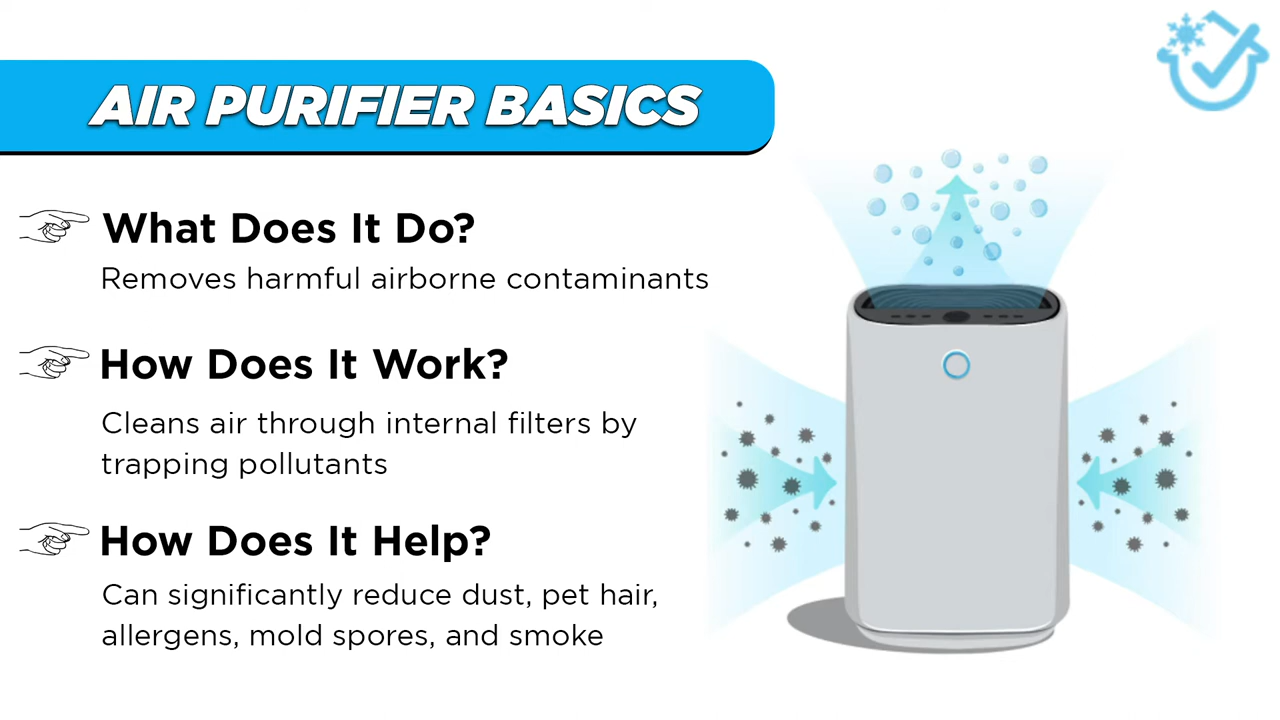 AIR PURIFIER BASICS
What Does It Do?
Removes harmful airborne contaminants
How Does It Work?
Cleans air through internal filters by
trapping pollutants
How Does It Help?
Can significantly reduce dust, pet hair,
allergens, mold spores, and smoke